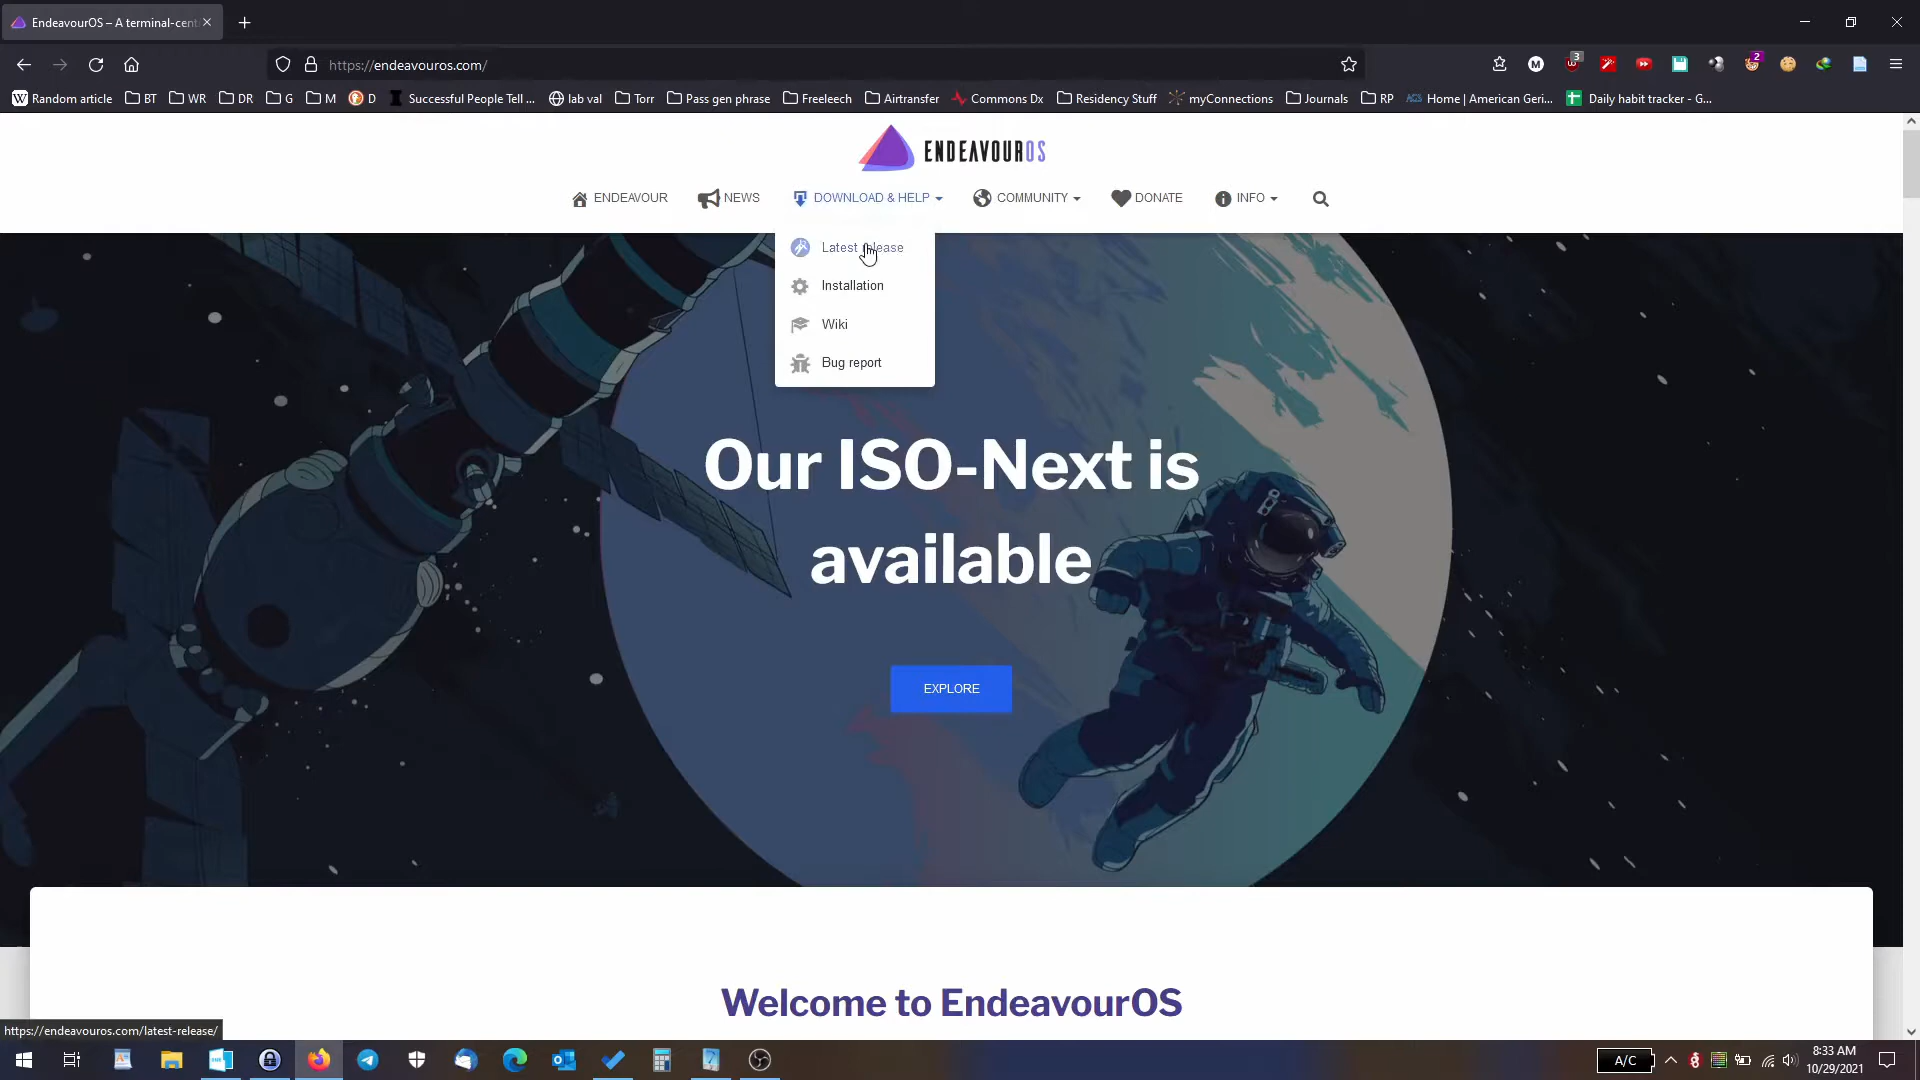 EndeavourOS – A terminal-cent
https://endeavouros.com/
3
2
Random article
BT
WR
DR
G
M
D
Successful People Tell ...
lab val
Torr
Pass gen phrase
Freeleech
Airtransfer
Commons Dx
Residency Stuff
myConnections
Journals
RP
Home | American Geri...
Daily habit tracker - G...
ENDEAVOUROS
ENDEAVOUR
NEWS
DOWNLOAD & HELP
COMMUNITY
DONATE
INFO
Latest release
Installation
Wiki
Bug report
Our ISO-Next is
available
EXPLORE
Welcome to EndeavourOS
https://endeavouros.com/latest-release/
A/C
8:33 AM
10/29/2021